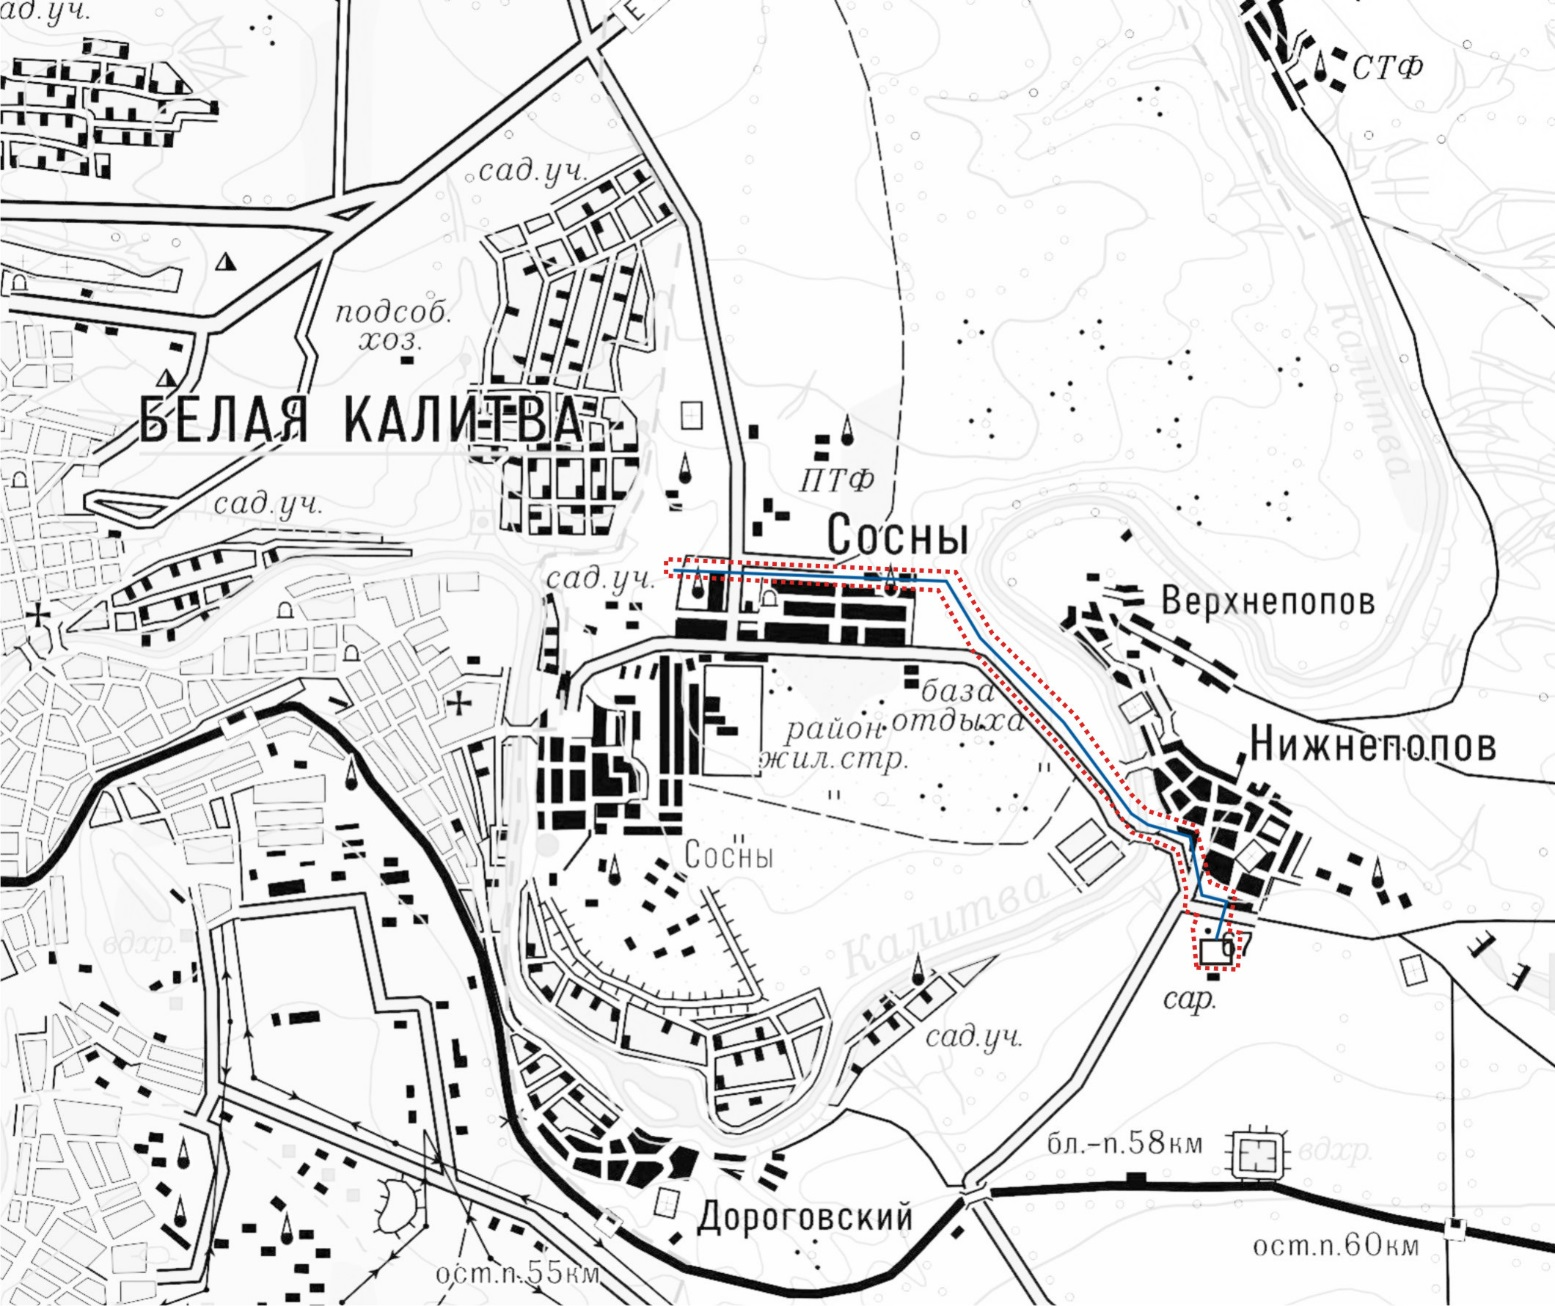 ад.уч.
Е
СТФ
сад.уч.
подсоб.
хоз.
Калитва
БЕЛАЯ КАЛИТВА
ПТФ
сад.уч.
Сосны
сад.уч.
Верхнепопов
база
отдыха
район
жил.стр.
Нижнепопов
Сосны
Калитва
вдхр.
сар.
сад.уч.
бл.-п.58км
вдхр.
Дороговский
ост.п.60км
ост.п.55км